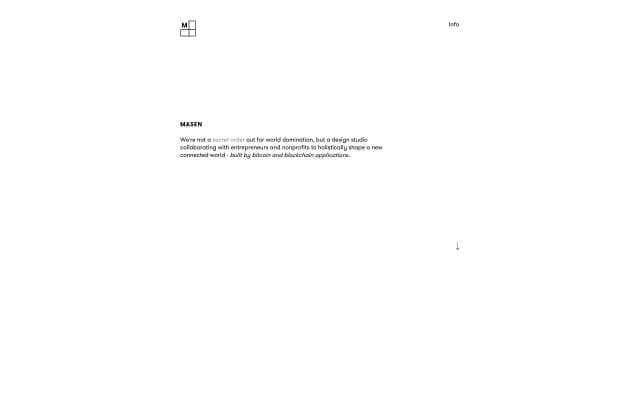 M
Info
MASEN
We're not a secret order out for world domination, but a design studio
collaborating with entrepreneurs and nonprofits to holistically shape a new
connected world - built by bitcoin and blockchain applications.